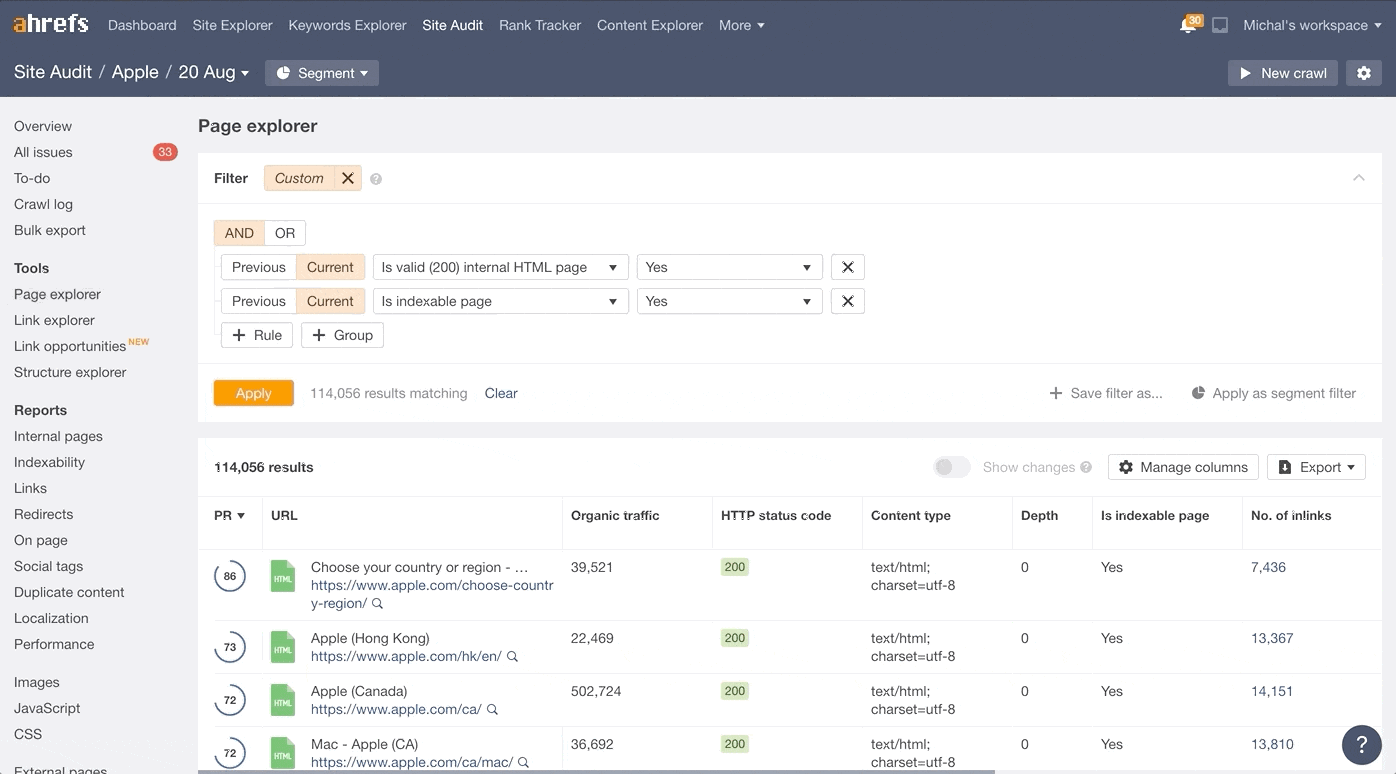 ahrefs Dashboard Site Explorer Keywords Explorer Site Audit Rank Tracker Content Explorer More 30 Michal's workspace
Site Audit / Apple / 20 Aug Segment New crawl
Overview
All issues 33
To-do
Crawl log
Bulk export
Tools
Page explorer
Link explorer
Link opportunities NEW
Structure explorer
Reports
Internal pages
Indexability
Links
Redirects
On page
Social tags
Duplicate content
Localization
Performance
Images
JavaScript
CSS
External pages
Page explorer
Filter Custom ?
AND OR
Previous Current Is valid (200) internal HTML page Yes
Previous Current Is indexable page Yes
+ Rule + Group
Apply 114,056 results matching Clear + Save filter as... Apply as segment filter
114,056 results Show changes ? Manage columns Export
PR URL Organic traffic HTTP status code Content type Depth Is indexable page No. of inlinks
86 HTML Choose your country or region - … 39,521 200 text/html; 0 Yes 7,436
https://www.apple.com/choose-countr charset=utf-8
y-region/
73 HTML Apple (Hong Kong) 22,469 200 text/html; 0 Yes 13,367
https://www.apple.com/hk/en/ charset=utf-8
72 HTML Apple (Canada) 502,724 200 text/html; 0 Yes 14,151
https://www.apple.com/ca/ charset=utf-8
72 HTML Mac - Apple (CA) 36,692 200 text/html; 0 Yes 13,810
https://www.apple.com/ca/mac/ charset=utf-8
?